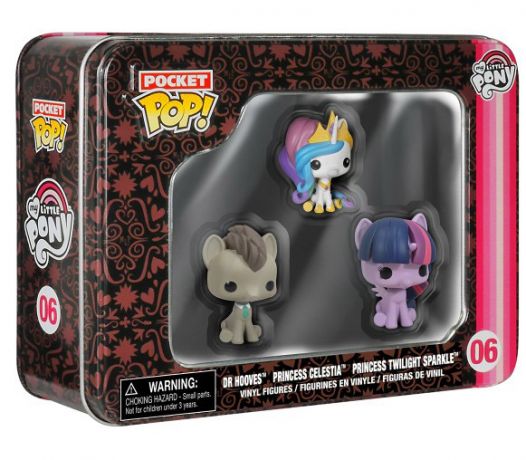 POCKET
POP!
my LITTLE
PONY
06
POCKET
POP!
my LITTLE
PONY
06
DR HOOVES™ PRINCESS CELESTIA™ PRINCESS TWILIGHT SPARKLE™
VINYL FIGURES / FIGURINES EN VINYLE / FIGURAS DE VINIL
WARNING:
CHOKING HAZARD - Small parts.
Not for children under 3 years.